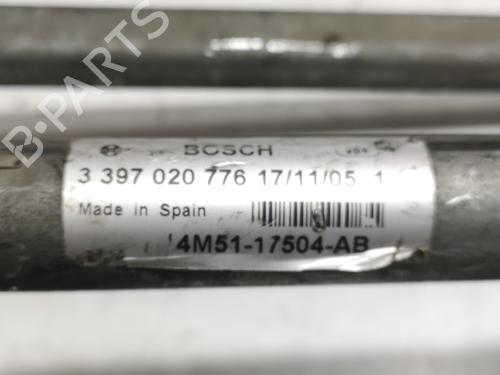 BOSCH
3 397 020 776 17/11/05 1
Made in Spain
4M51-17504-AB
B-PARTS